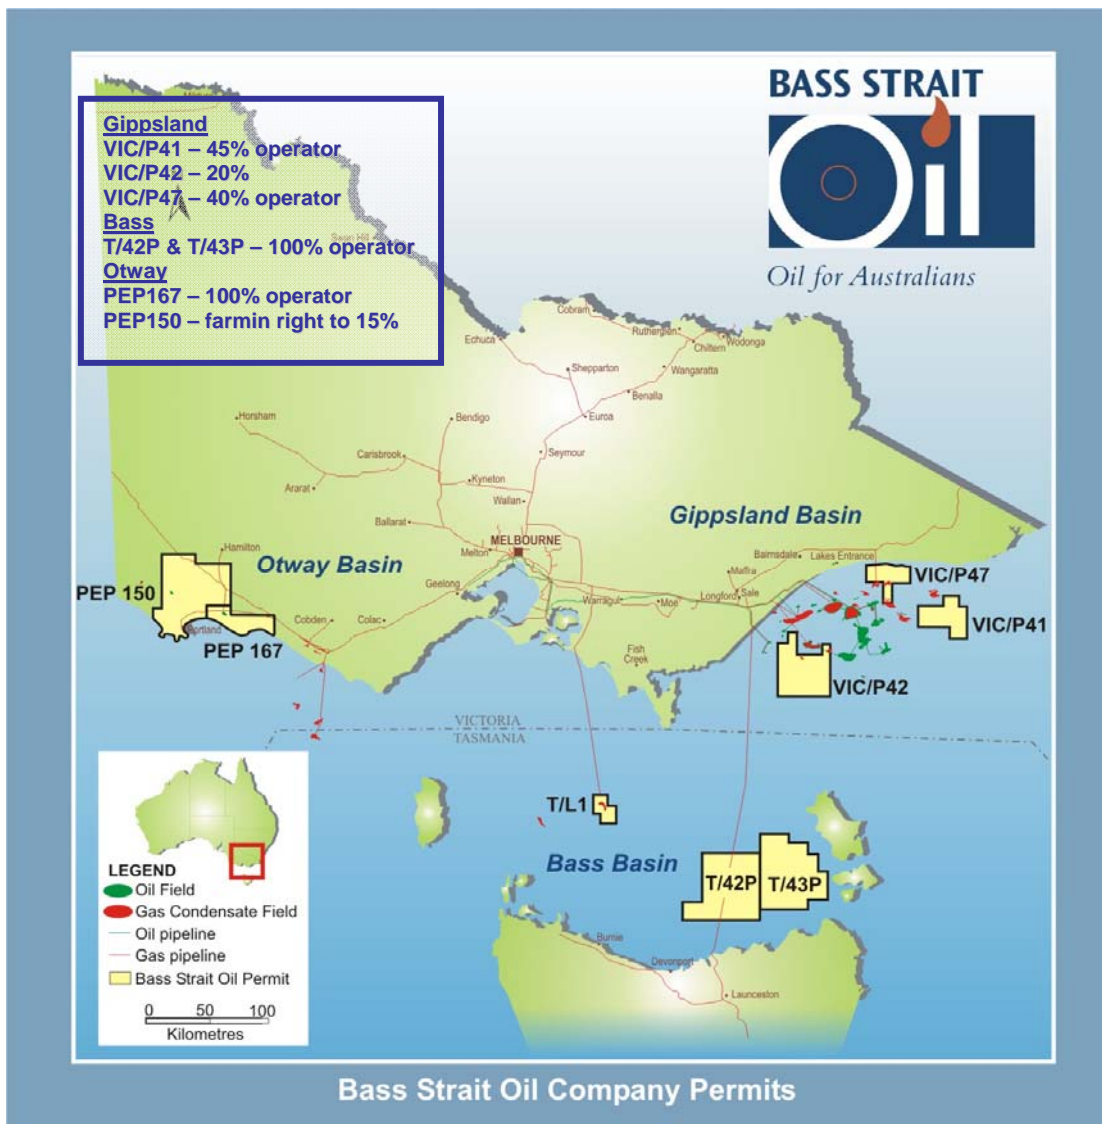 BASS STRAIT
Oil
Oil for Australians
Gippsland
VIC/P41 – 45% operator
VIC/P42 – 20%
VIC/P47 – 40% operator
Bass
T/42P & T/43P – 100% operator
Otway
PEP167 – 100% operator
PEP150 – farmin right to 15%
Swan Hill
Cobram
Rutherglen
Echuca
Chiltern
Wodonga
Shepparton
Wangaratta
Benalla
Horsham
Bendigo
Euroa
Carisbrook
Seymour
Kyneton
Ararat
Wallan
Gippsland Basin
Ballarat
MELBOURNE
Hamilton
Melton
Bairnsdale
Lakes Entrance
Otway Basin
Maffra
VIC/P47
Geelong
PEP 150
Longford
Sale
Warragul
Moe
Cobden
Colac
VIC/P41
Portland
PEP 167
Fish
Creek
VIC/P42
VICTORIA
TASMANIA
T/L1
Bass Basin
T/42P
T/43P
LEGEND
Oil Field
Gas Condensate Field
Oil pipeline
Gas pipeline
Bass Strait Oil Permit
0 50 100
Kilometres
Burnie
Devonport
Launceston
Bass Strait Oil Company Permits